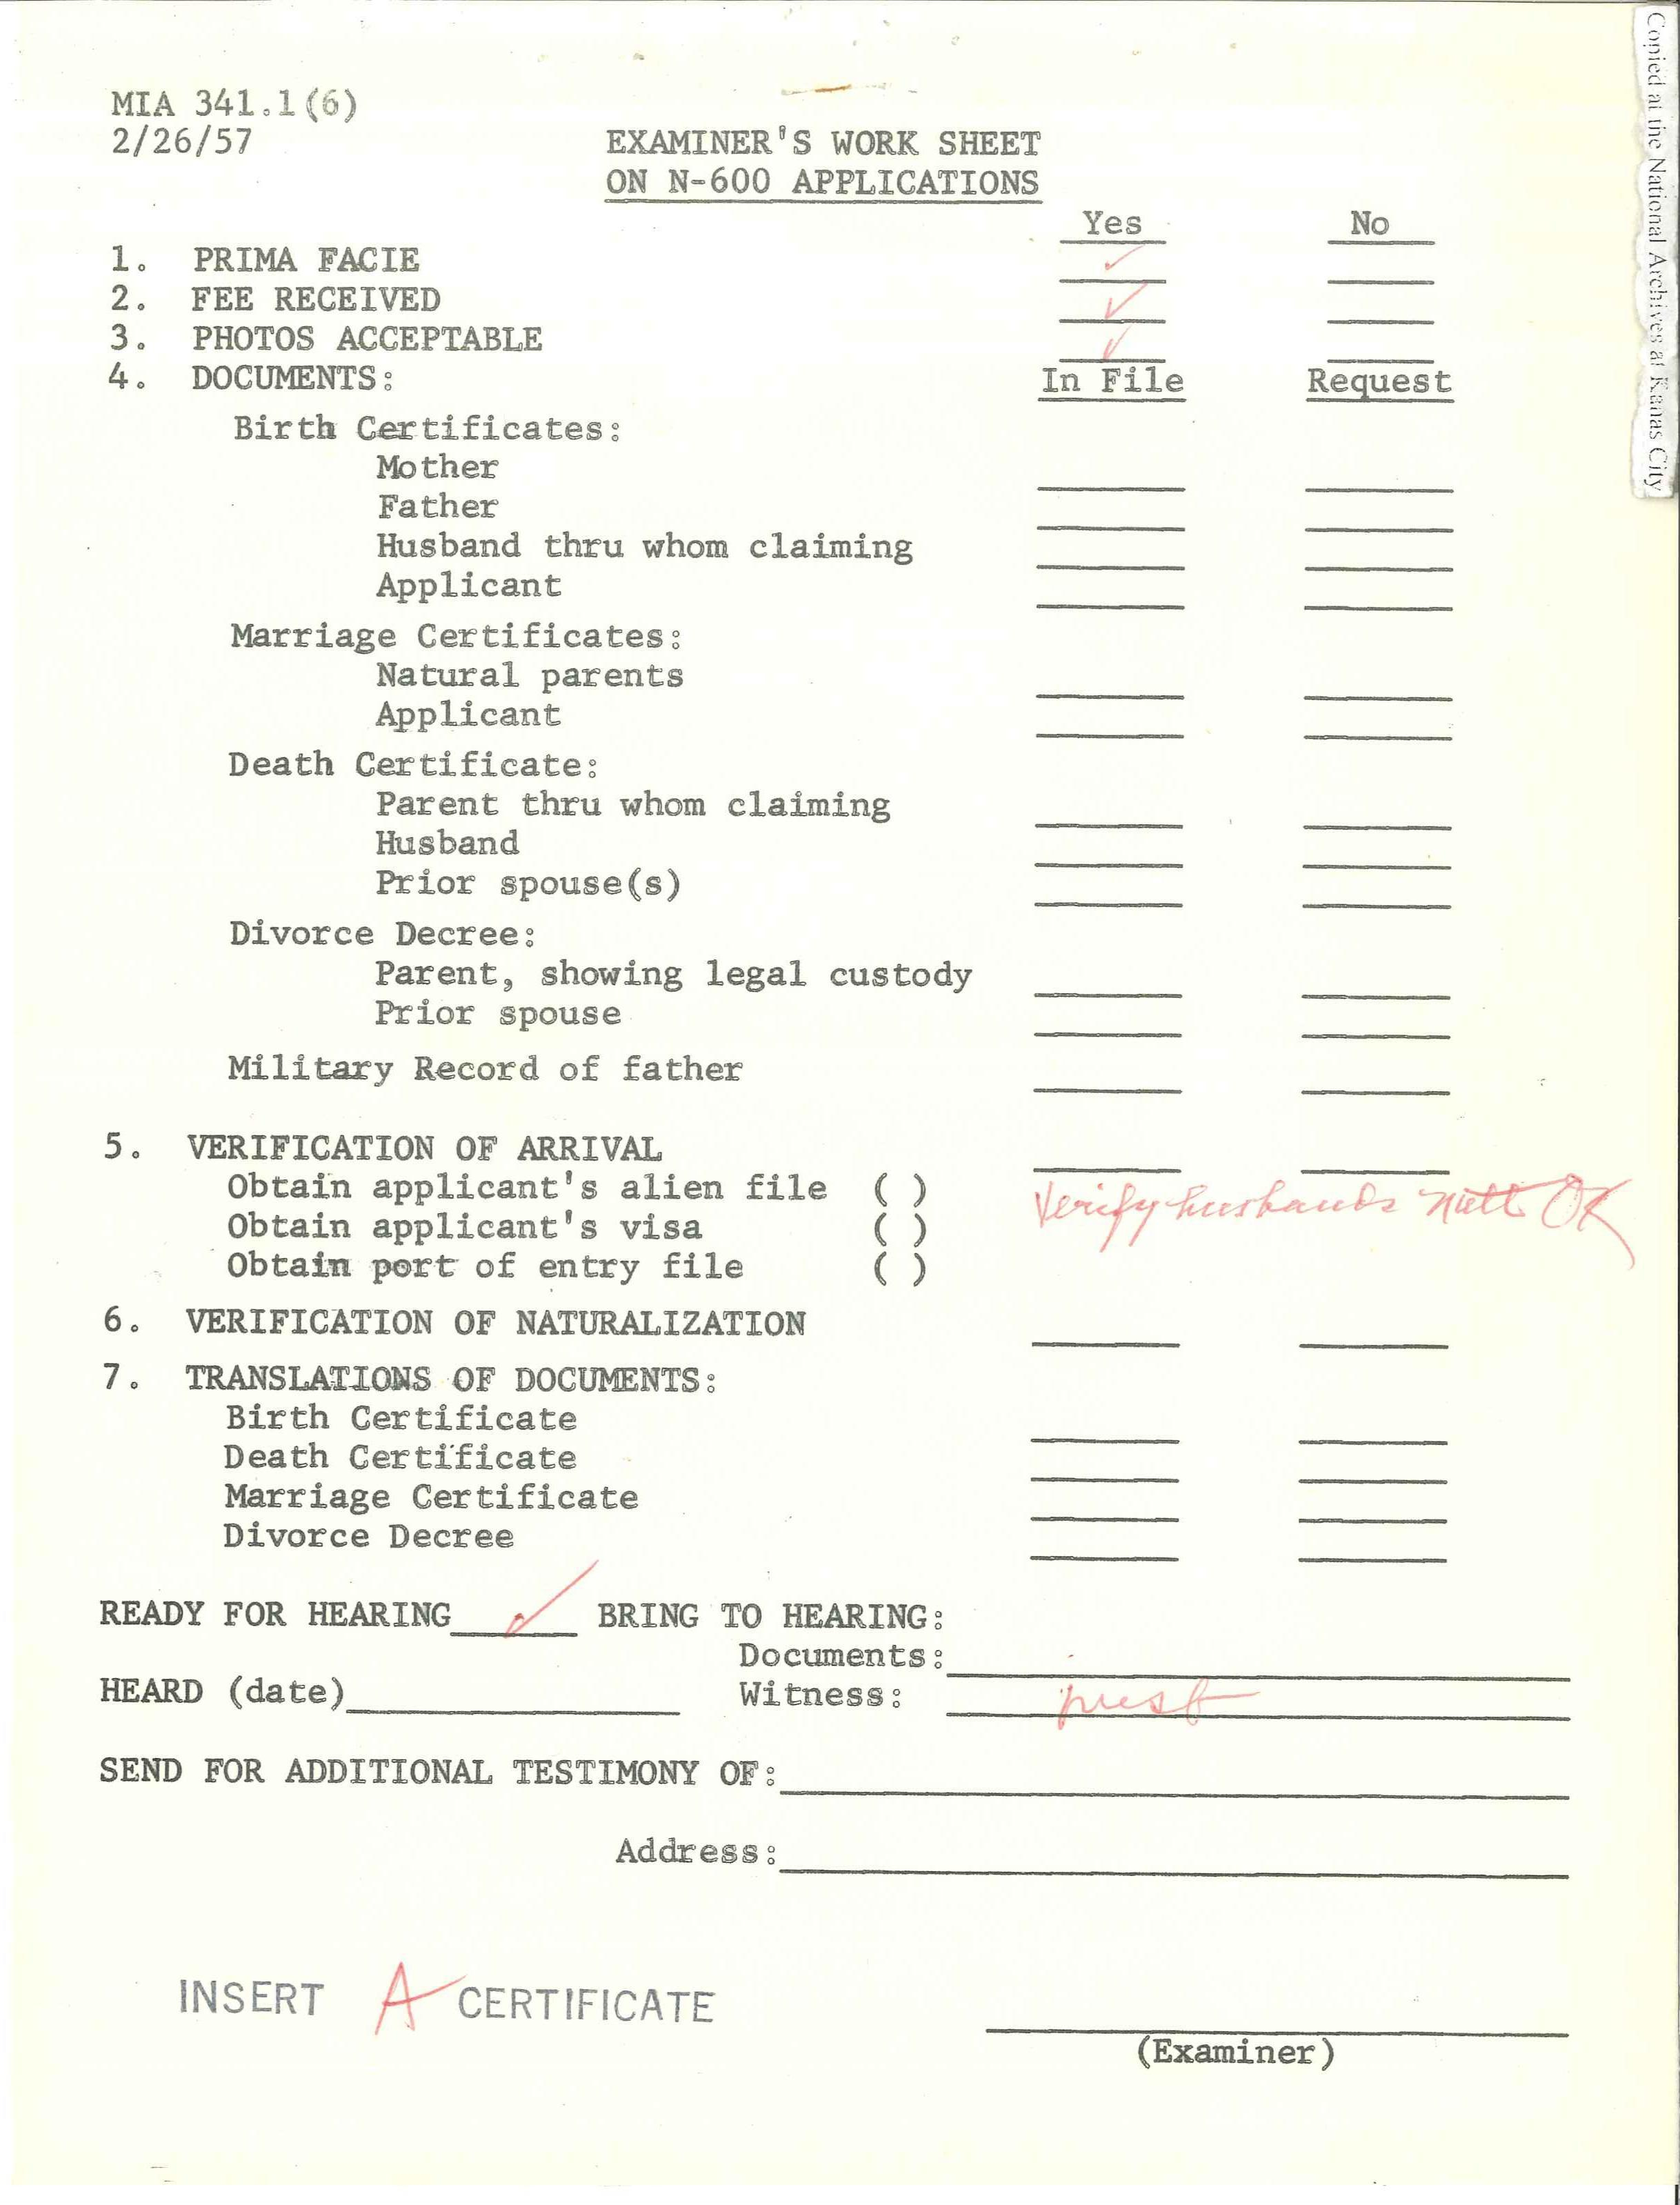 MIA 341.1(6)
2/26/57
EXAMINER'S WORK SHEET
ON N-600 APPLICATIONS
Yes No
1. PRIMA FACIE ✓
2. FEE RECEIVED ✓
3. PHOTOS ACCEPTABLE ✓
4. DOCUMENTS: In File Request
Birth Certificates:
Mother
Father
Husband thru whom claiming
Applicant
Marriage Certificates:
Natural parents
Applicant
Death Certificate:
Parent thru whom claiming
Husband
Prior spouse(s)
Divorce Decree:
Parent, showing legal custody
Prior spouse
Military Record of father
5. VERIFICATION OF ARRIVAL
Obtain applicant's alien file ( ) Verify husbands OK
Obtain applicant's visa ( )
Obtain port of entry file ( )
6. VERIFICATION OF NATURALIZATION
7. TRANSLATIONS OF DOCUMENTS:
Birth Certificate
Death Certificate
Marriage Certificate
Divorce Decree
READY FOR HEARING ✓ BRING TO HEARING:
Documents:
HEARD (date) Witness:
SEND FOR ADDITIONAL TESTIMONY OF:
Address:
INSERT A CERTIFICATE
(Examiner)
Copied at the National Archives at Kanas City